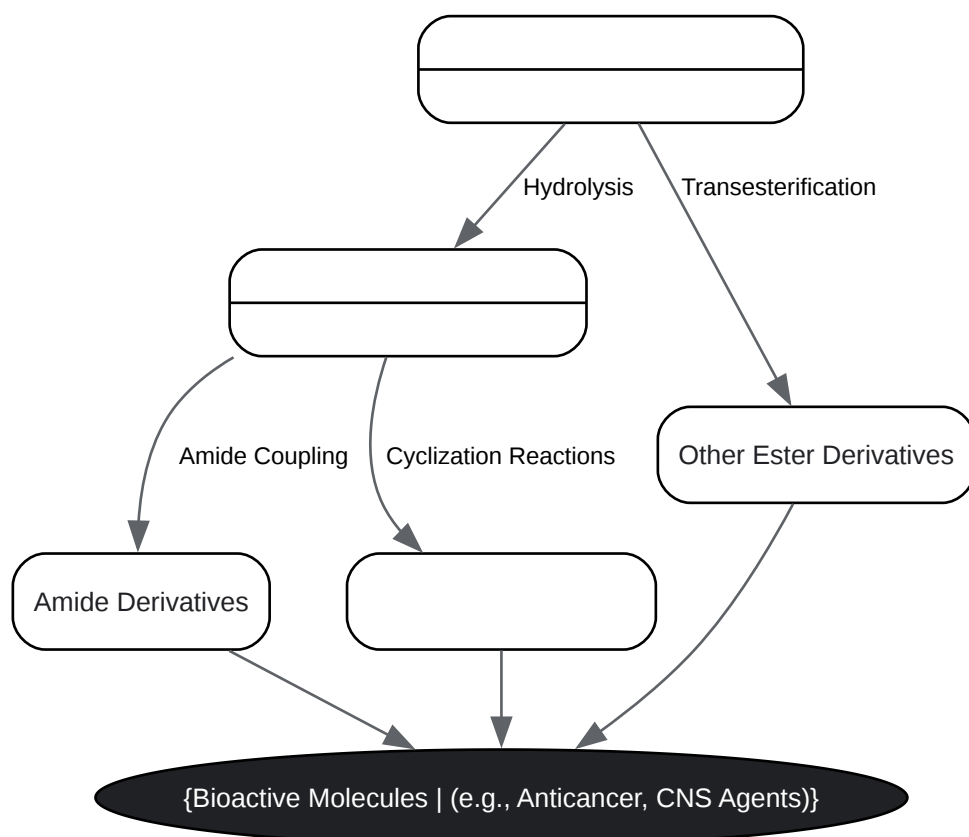 Hydrolysis
Transesterification
Amide Coupling
Cyclization Reactions
Other Ester Derivatives
Amide Derivatives
{Bioactive Molecules | (e.g., Anticancer, CNS Agents)}